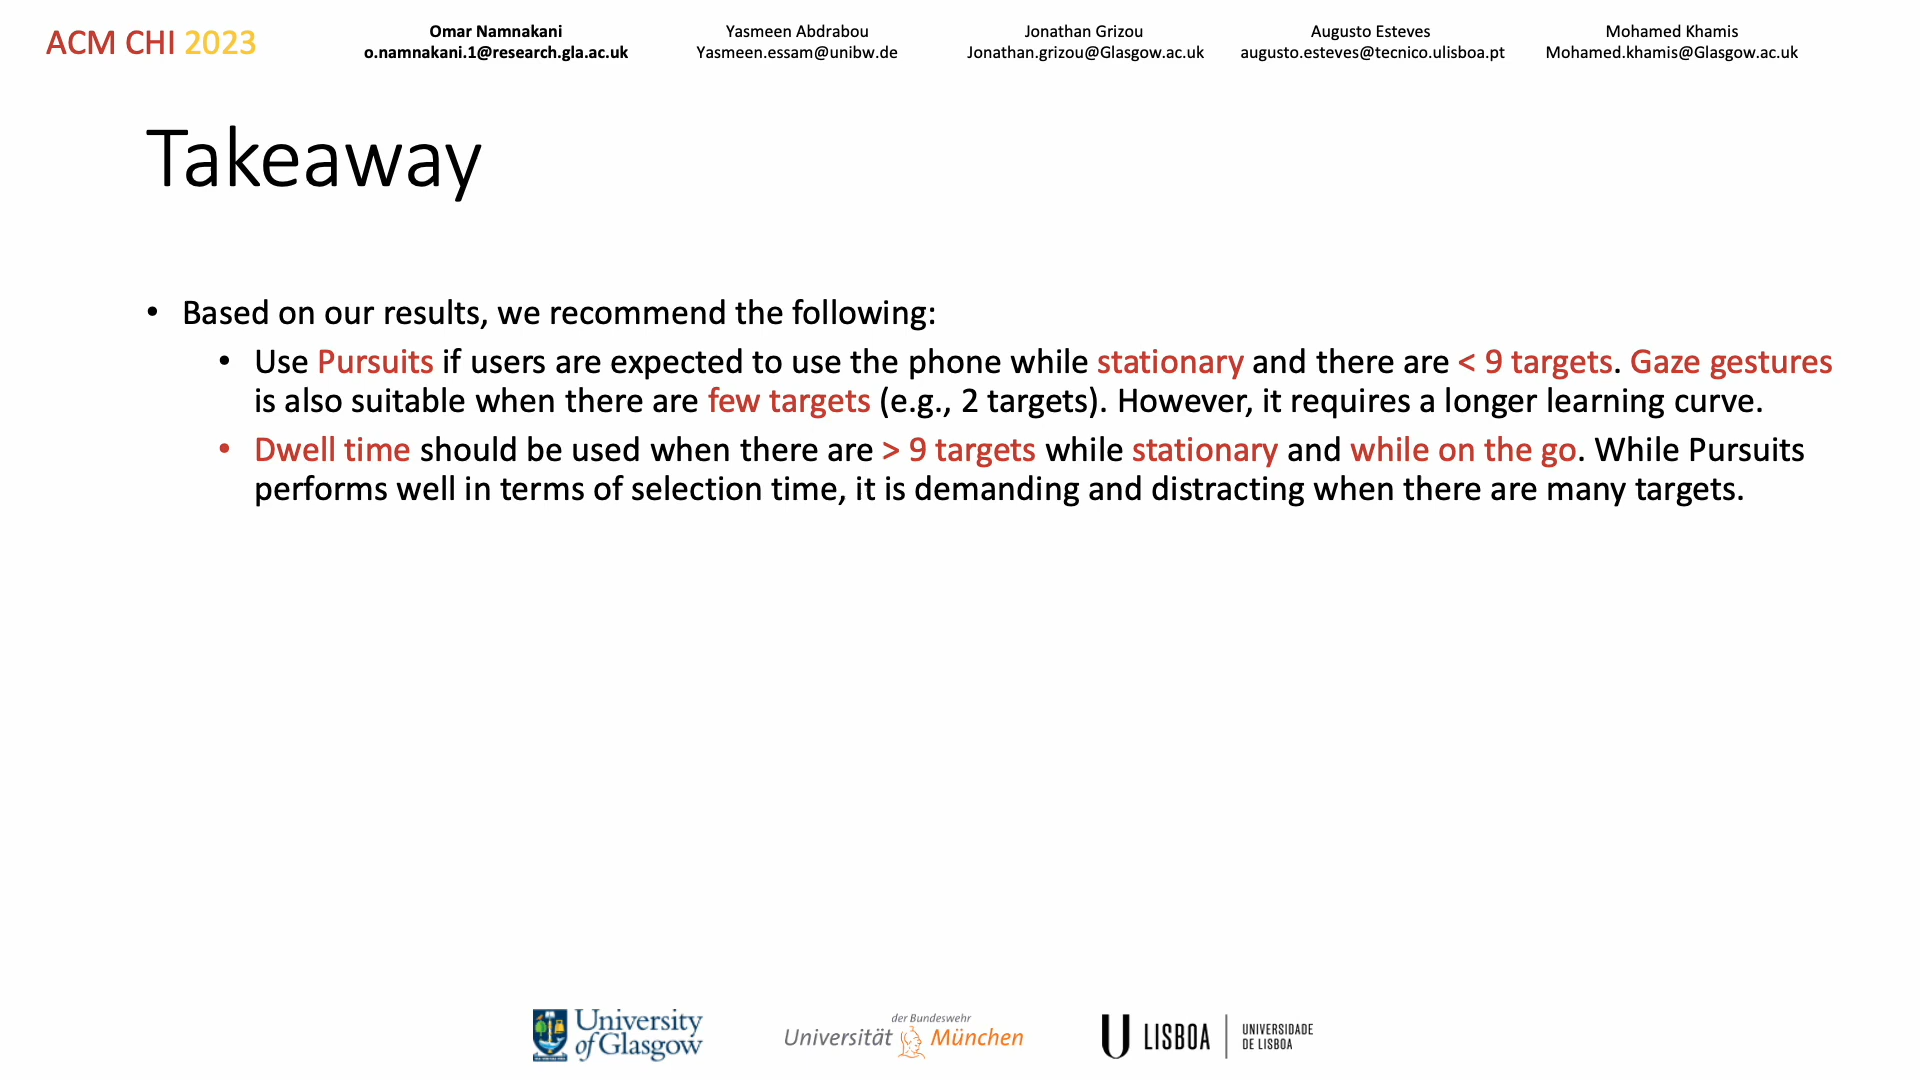 ACM CHI 2023
Omar Namnakani
o.namnakani.1@research.gla.ac.uk
Yasmeen Abdrabou
Yasmeen.essam@unibw.de
Jonathan Grizou
Jonathan.grizou@Glasgow.ac.uk
Augusto Esteves
augusto.esteves@tecnico.ulisboa.pt
Mohamed Khamis
Mohamed.khamis@Glasgow.ac.uk
Takeaway
• Based on our results, we recommend the following:
• Use Pursuits if users are expected to use the phone while stationary and there are < 9 targets. Gaze gestures
is also suitable when there are few targets (e.g., 2 targets). However, it requires a longer learning curve.
• Dwell time should be used when there are > 9 targets while stationary and while on the go. While Pursuits
performs well in terms of selection time, it is demanding and distracting when there are many targets.
University
of Glasgow
der Bundeswehr
Universität München
U LISBOA
UNIVERSIDADE
DE LISBOA